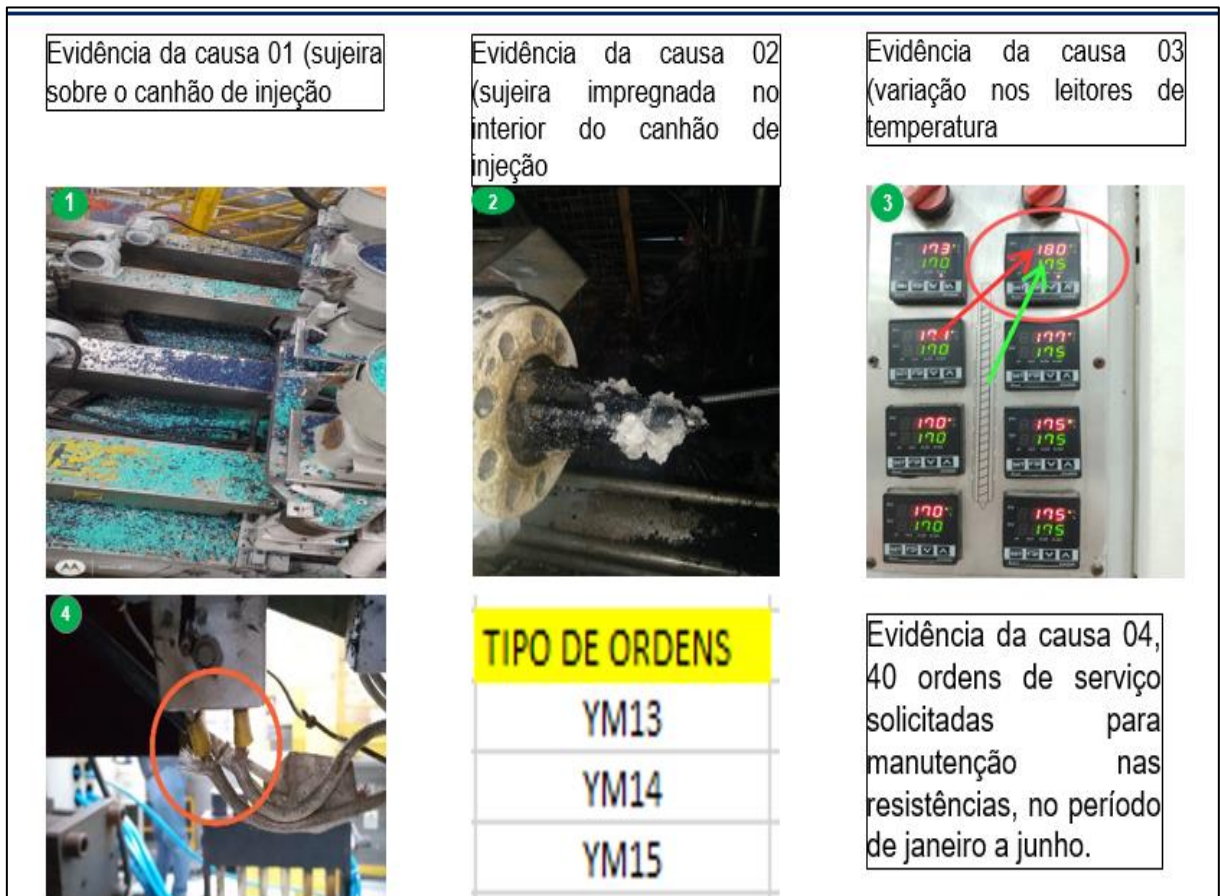 Evidência da causa 01 (sujeira
sobre o canhão de injeção
Evidência da causa 02
(sujeira impregnada no
interior do canhão de
injeção
Evidência da causa 03
(variação nos leitores de
temperatura
1
2
3
173
170
180
175
171
170
177
175
170
170
175
175
170
170
175
175
4
TIPO DE ORDENS
YM13
YM14
YM15
Evidência da causa 04,
40 ordens de serviço
solicitadas para
manutenção nas
resistências, no período
de janeiro a junho.